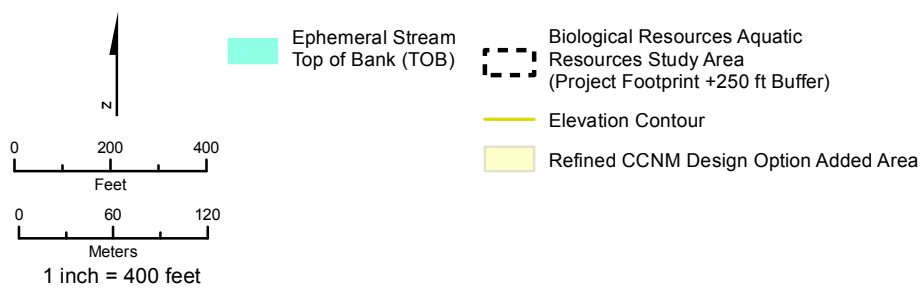 N
0 200 400
Feet
0 60 120
Meters
1 inch = 400 feet
Ephemeral Stream
Top of Bank (TOB)
Biological Resources Aquatic
Resources Study Area
(Project Footprint +250 ft Buffer)
Elevation Contour
Refined CCNM Design Option Added Area